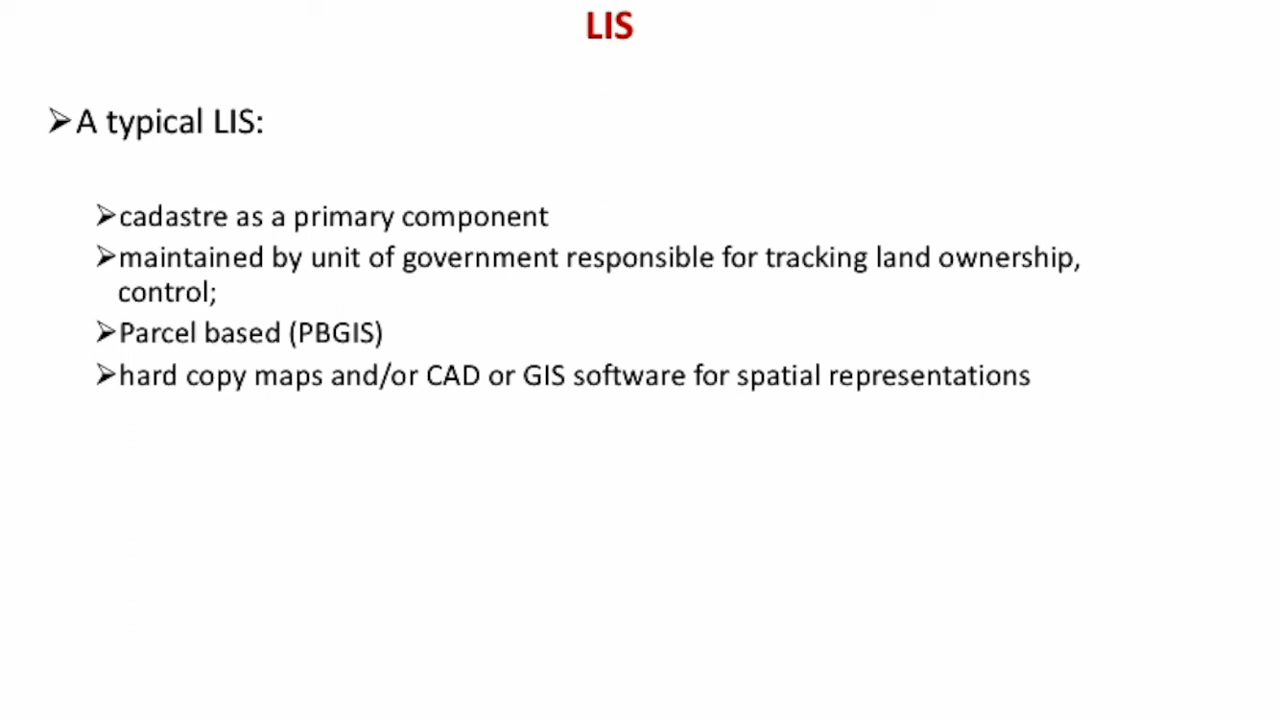 LIS
➢A typical LIS:
➢cadastre as a primary component
➢maintained by unit of government responsible for tracking land ownership,
control;
➢Parcel based (PBGIS)
➢hard copy maps and/or CAD or GIS software for spatial representations